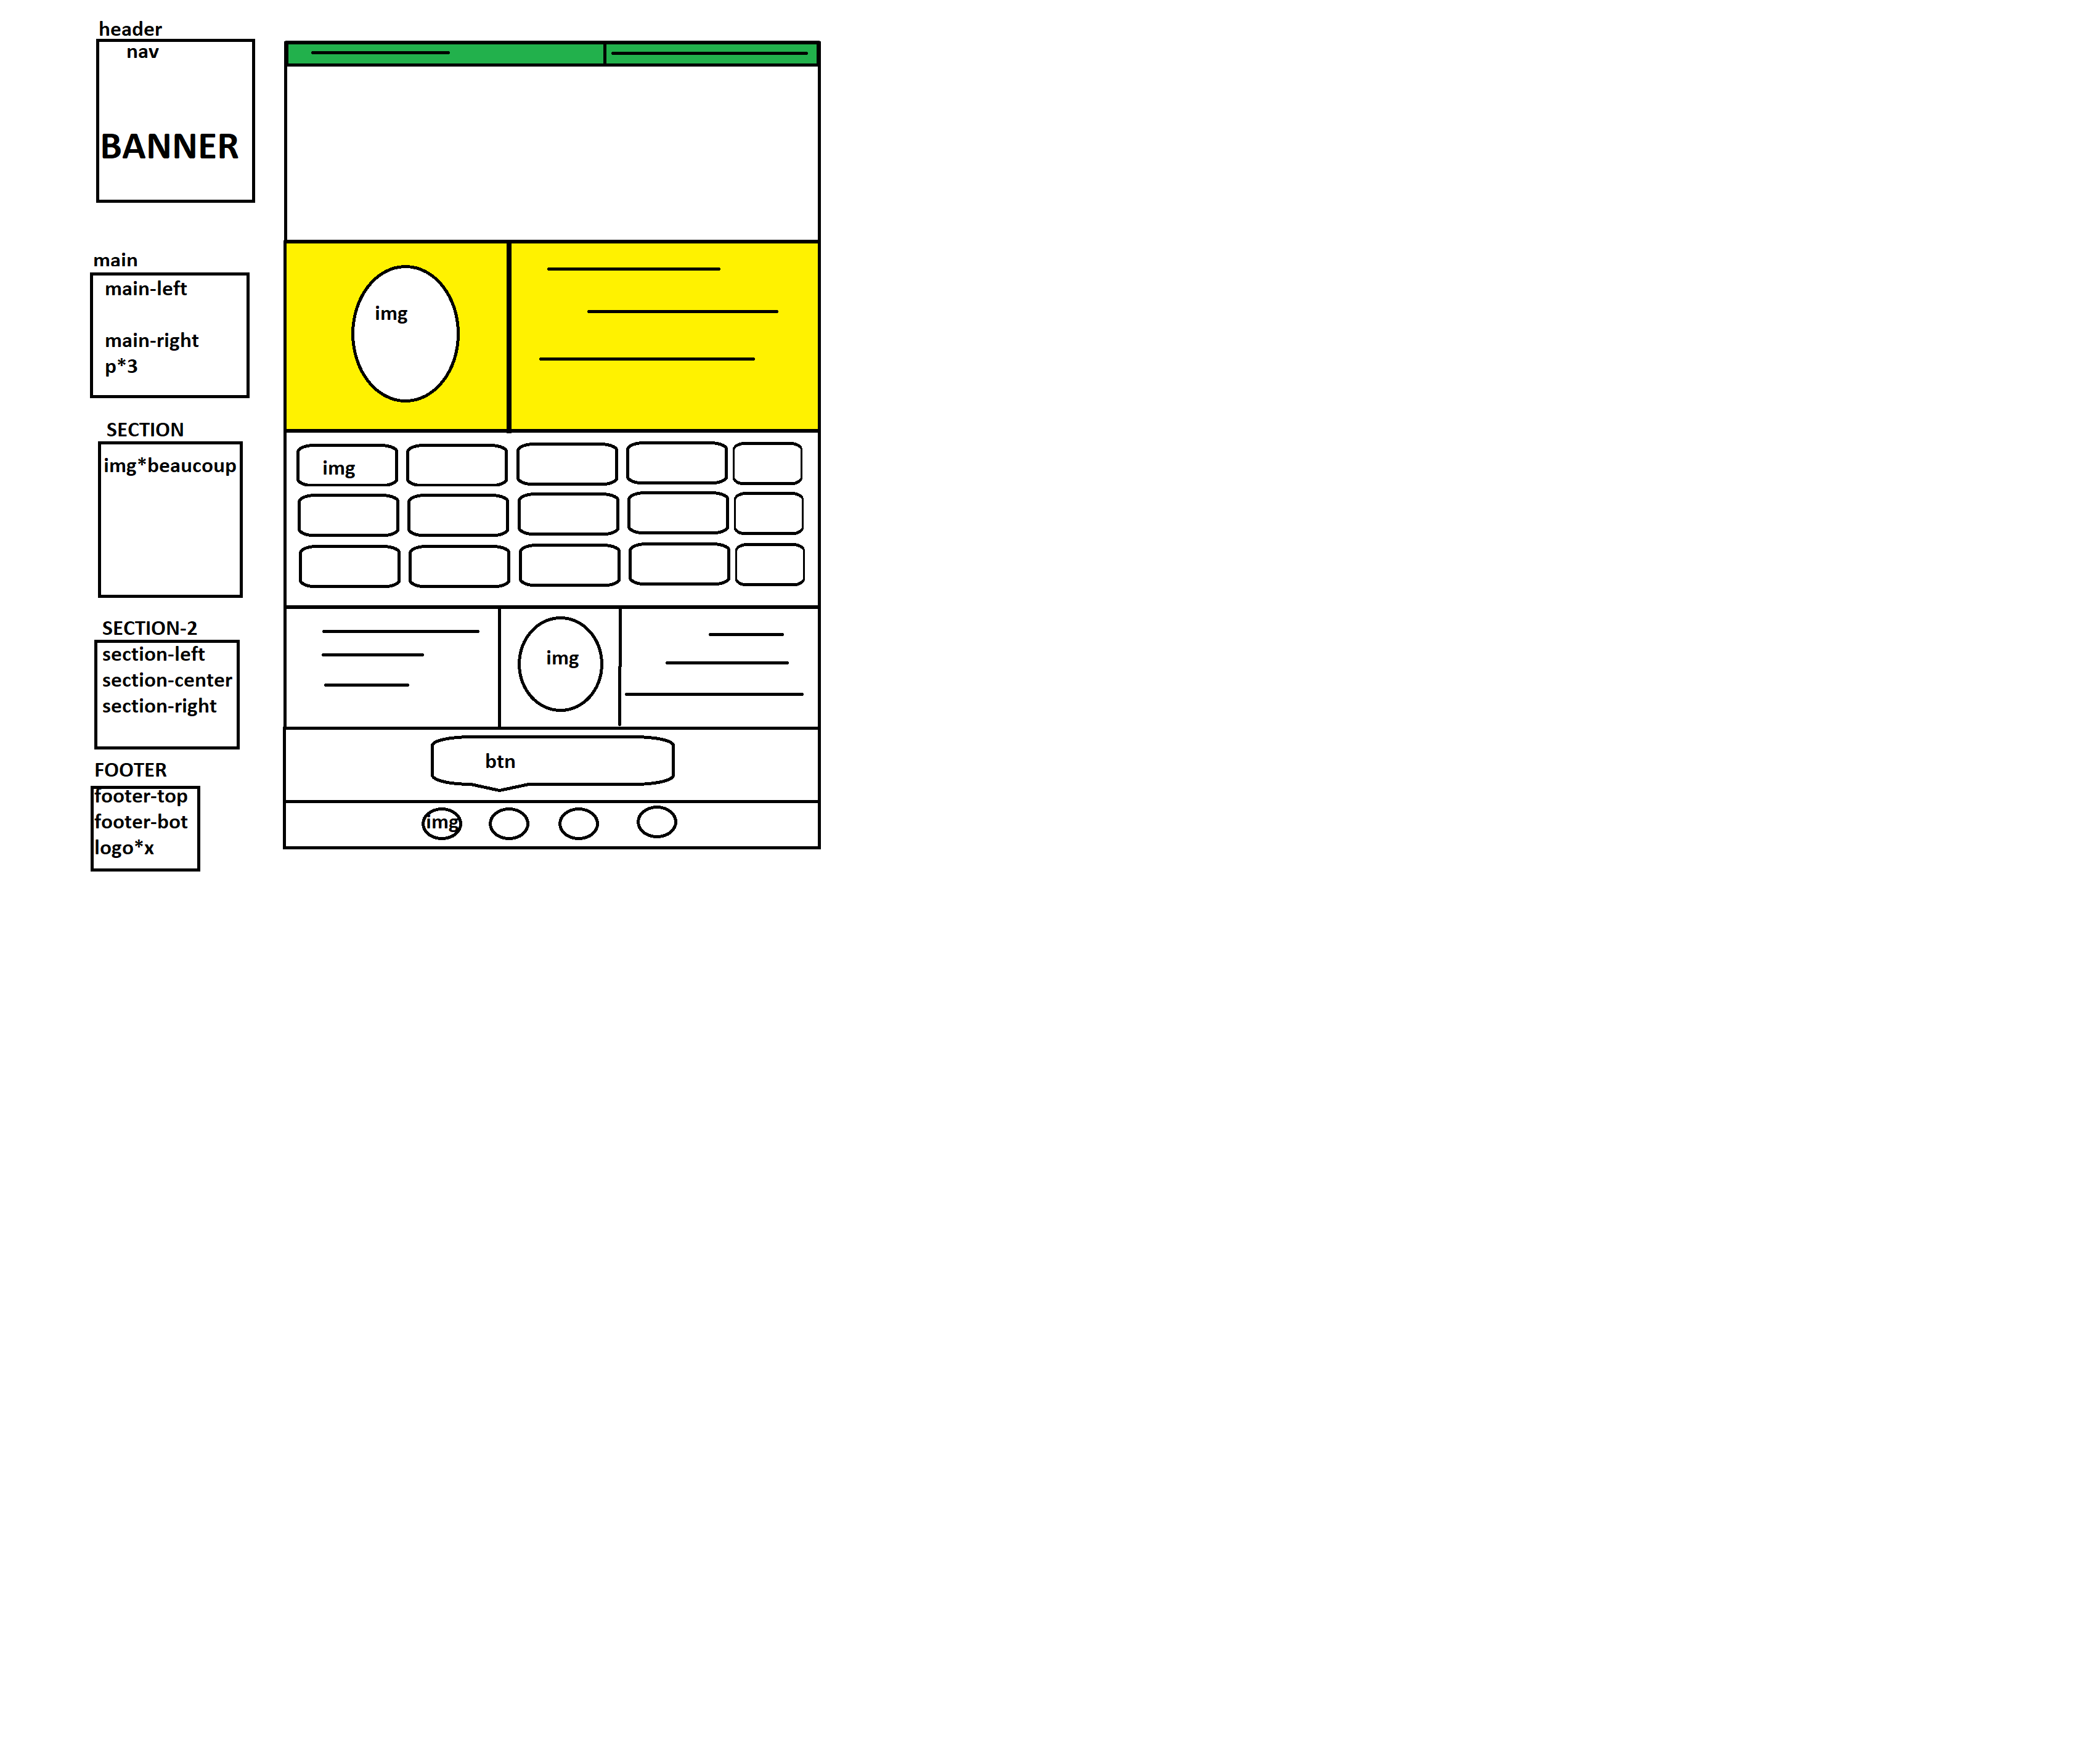 header
nav
BANNER
main
main-left
main-right
p*3
img
SECTION
img*beaucoup
img
SECTION-2
section-left
section-center
section-right
img
FOOTER
footer-top
footer-bot
logo*x
btn
img